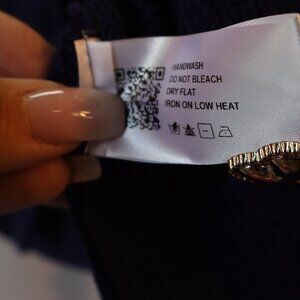 HANDWASH
DO NOT BLEACH
DRY FLAT
IRON ON LOW HEAT